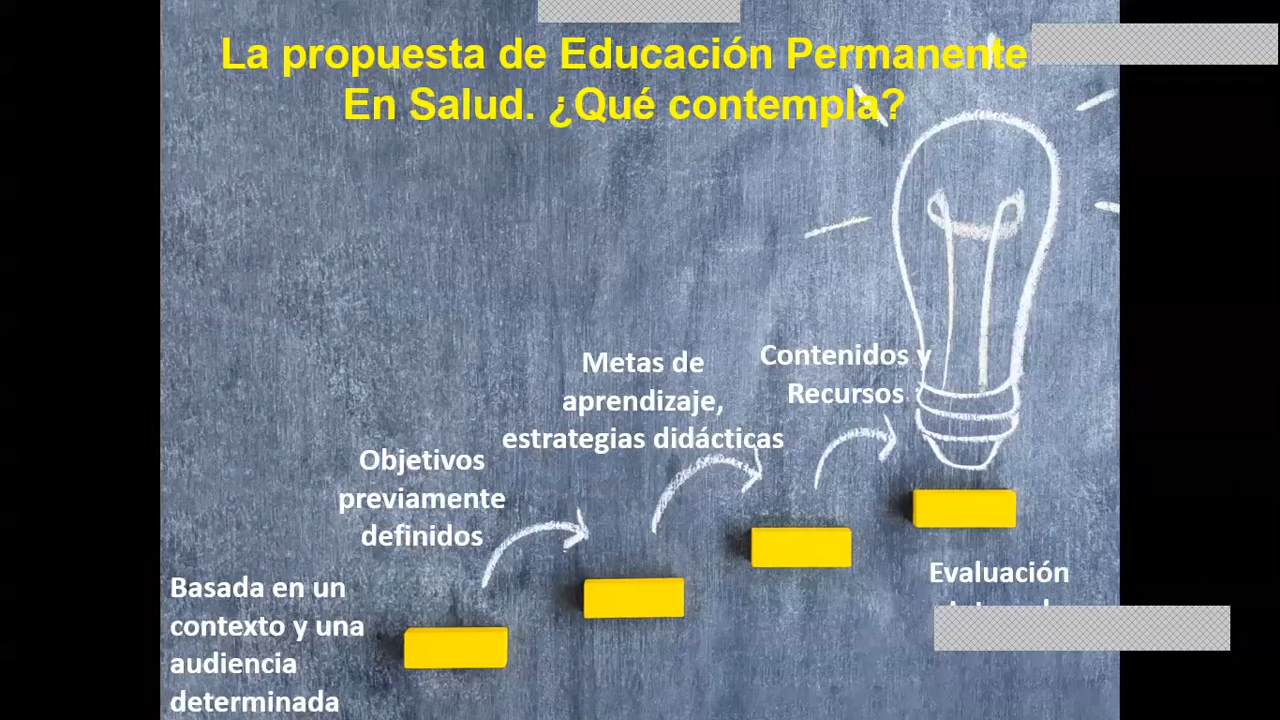 La propuesta de Educación Permanente
En Salud. ¿Qué contempla?
Basada en un
contexto y una
audiencia
determinada
Objetivos
previamente
definidos
Metas de
aprendizaje,
estrategias didácticas
Contenidos y
Recursos
Evaluación